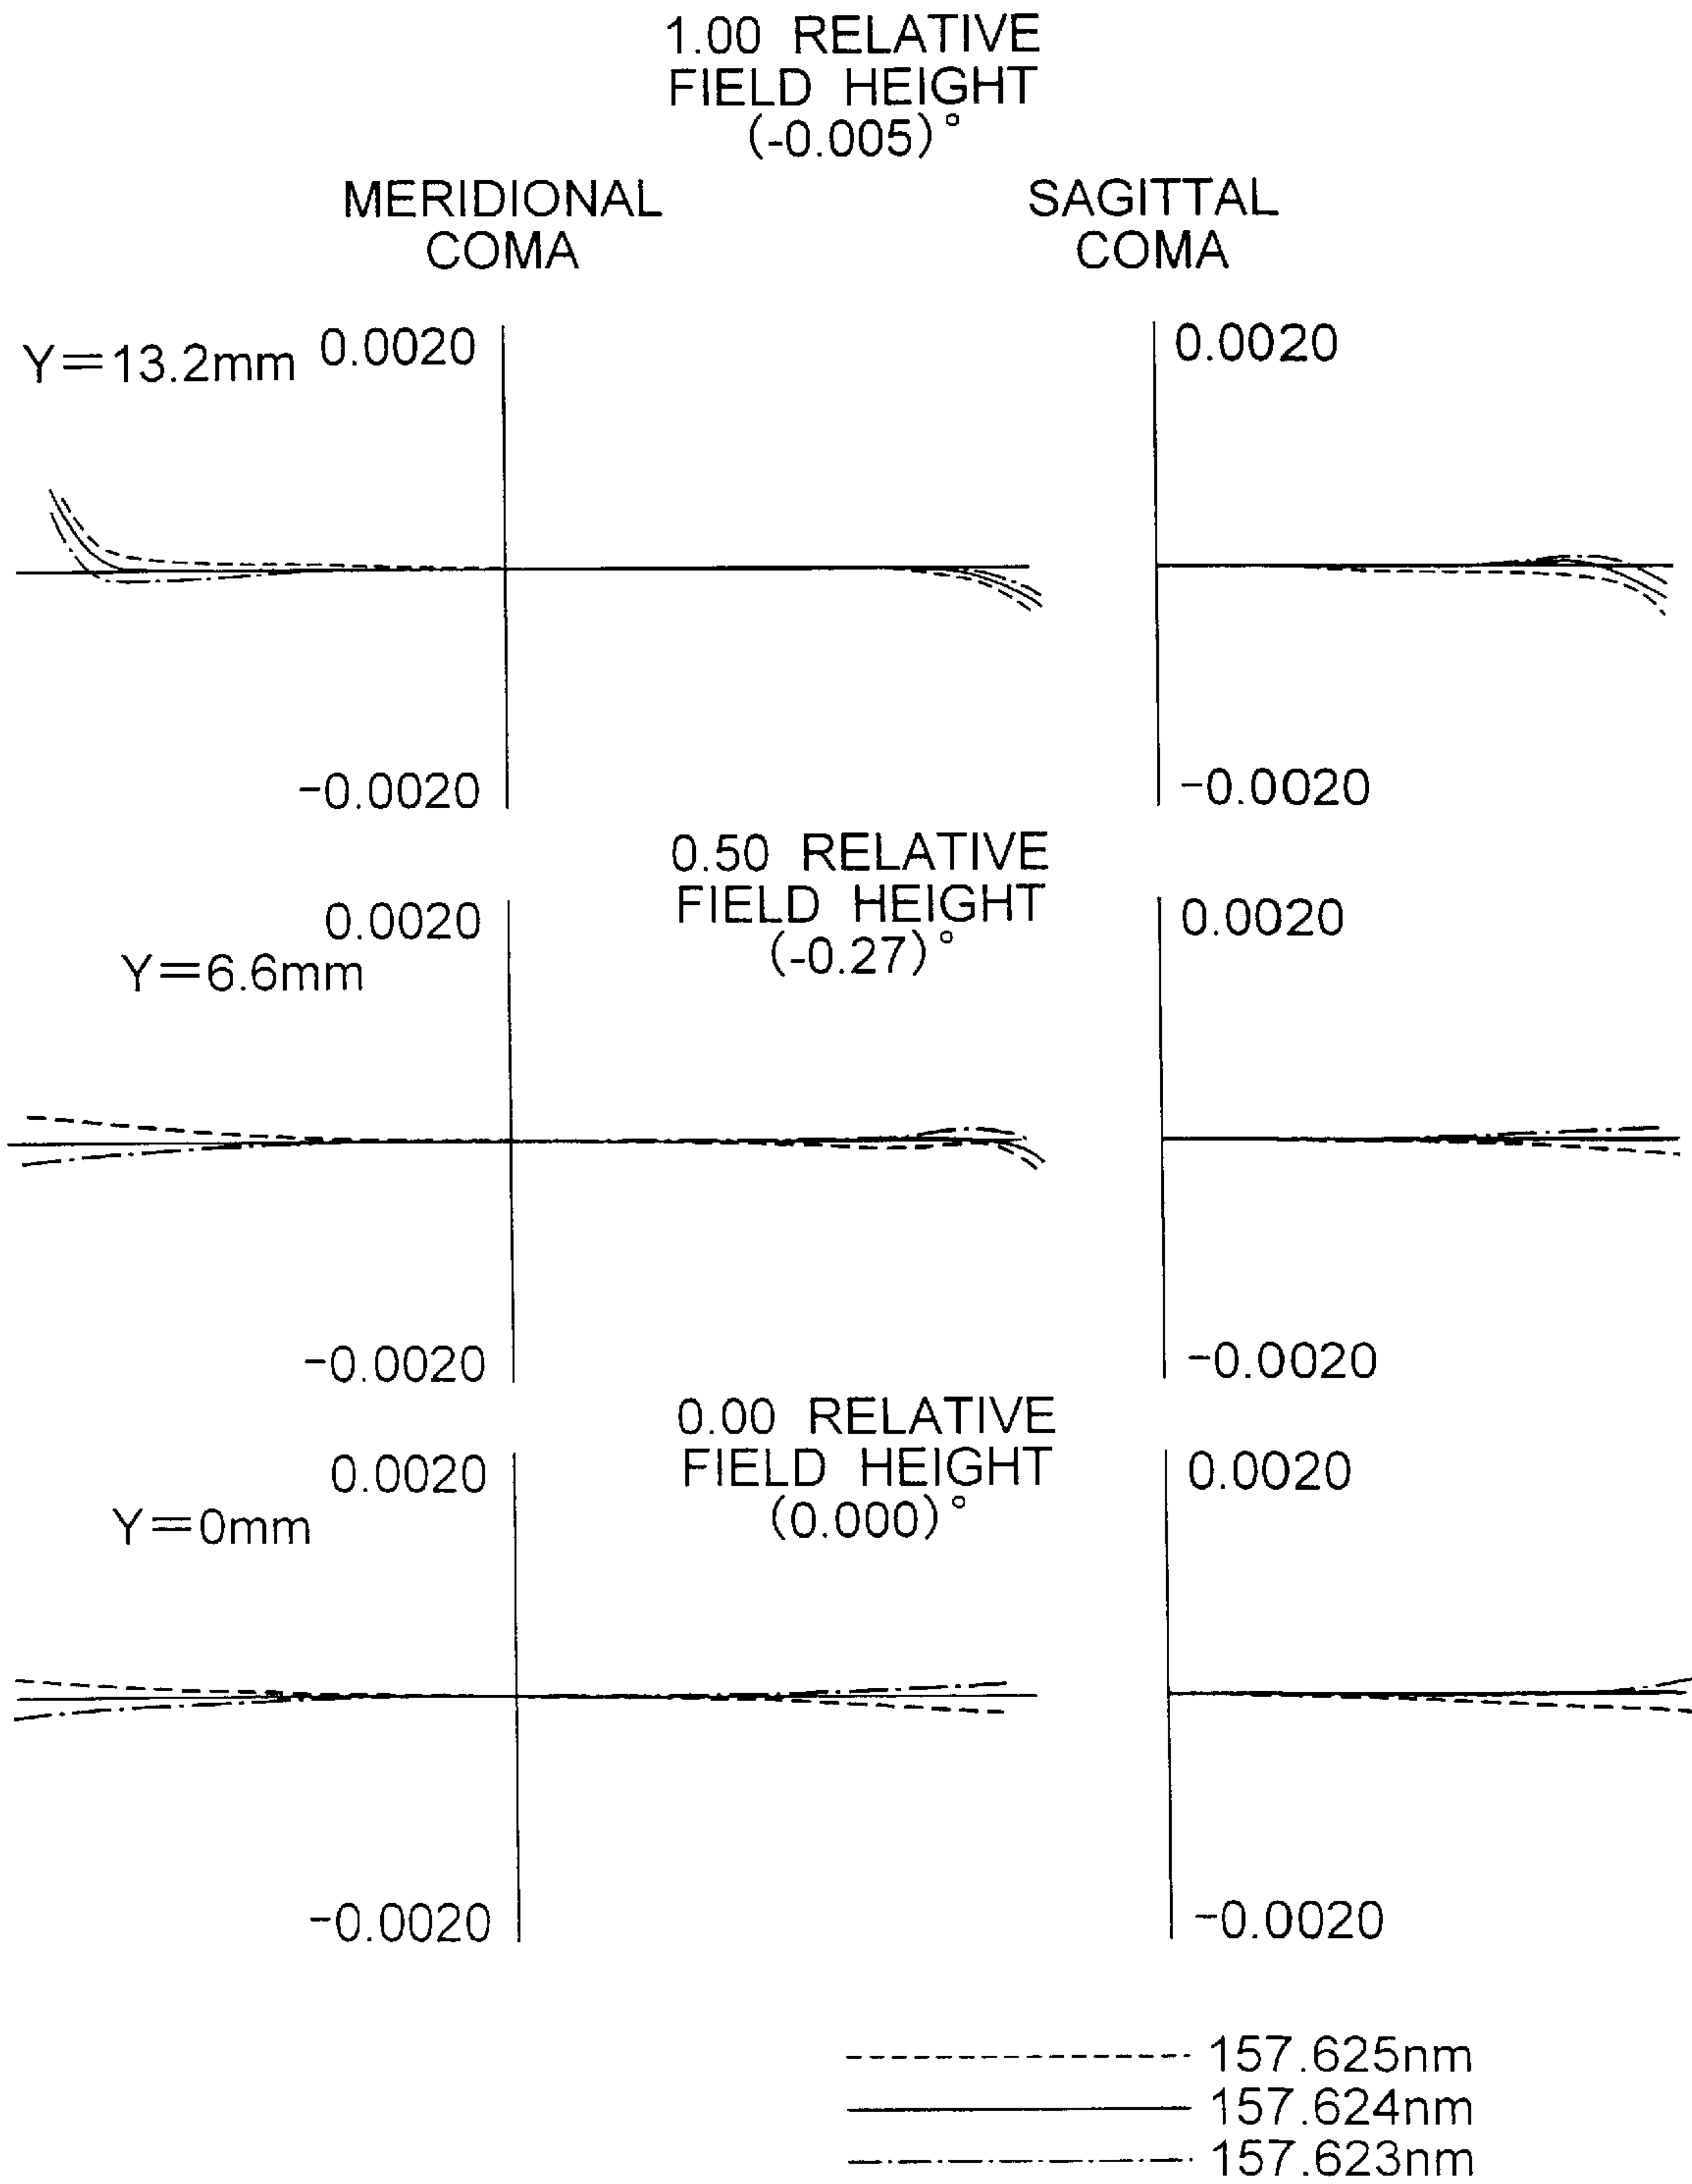 1.00 RELATIVE
FIELD HEIGHT
(-0.005)°
MERIDIONAL
COMA
SAGITTAL
COMA
Y=13.2mm
0.0020
0.0020
-0.0020
-0.0020
0.50 RELATIVE
FIELD HEIGHT
(-0.27)°
0.0020
0.0020
Y=6.6mm
-0.0020
-0.0020
0.00 RELATIVE
FIELD HEIGHT
(0.000)°
0.0020
0.0020
Y=0mm
-0.0020
-0.0020
157.625nm
157.624nm
157.623nm